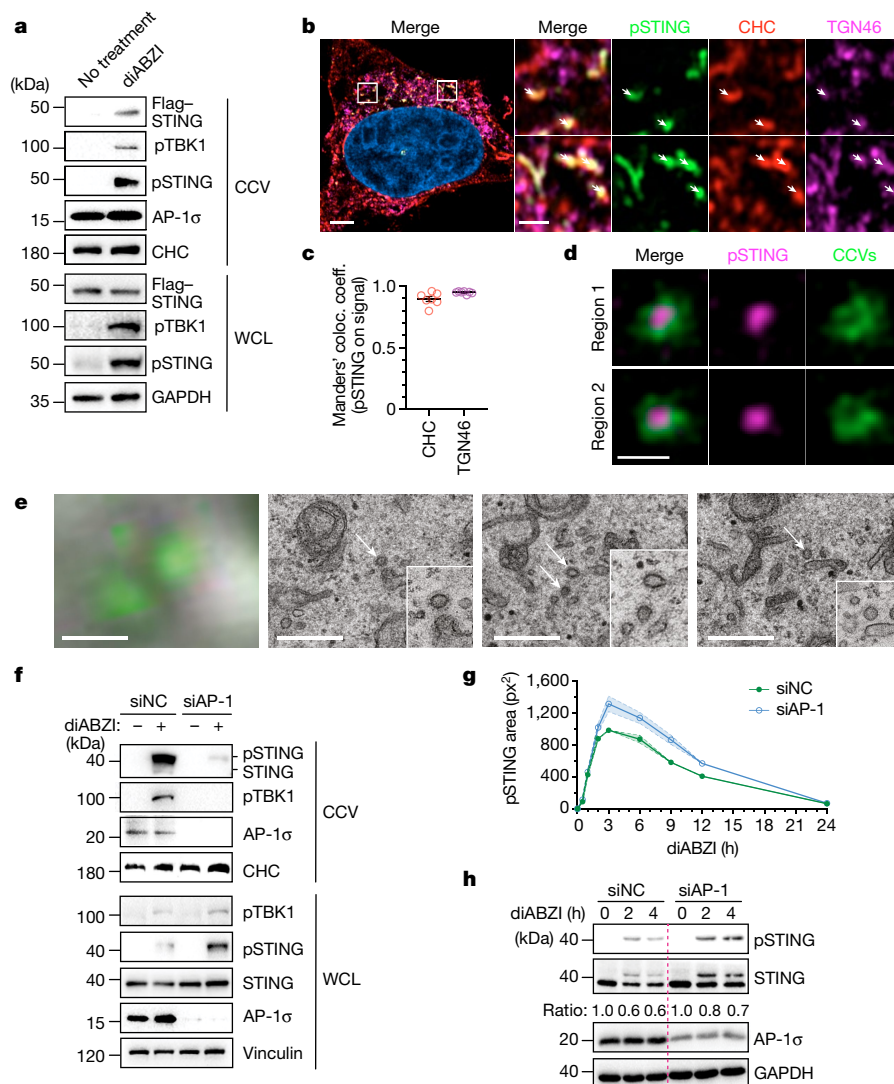 a
No treatment
diABZI
(kDa)
50
Flag–
STING
100
pTBK1
50
pSTING
15
AP-1σ
180
CHC
CCV
50
Flag–
STING
100
pTBK1
50
pSTING
35
GAPDH
WCL
b
Merge
Merge
pSTING
CHC
TGN46
c
Manders' coloc. coeff.
(pSTING on signal)
1.0
0.5
0
CHC
TGN46
d
Merge
pSTING
CCVs
Region 1
Region 2
e
f
siNC siAP-1
diABZI: – + – +
(kDa)
40
pSTING
STING
100
pTBK1
20
AP-1σ
180
CHC
CCV
100
pTBK1
40
pSTING
40
STING
15
AP-1σ
120
Vinculin
WCL
g
pSTING area (px²)
1,600
1,200
800
400
0
0 3 6 9 12 15 18 21 24
diABZI (h)
siNC
siAP-1
h
siNC siAP-1
diABZI (h) 0 2 4 0 2 4
(kDa)
40
pSTING
40
STING
Ratio: 1.0 0.6 0.6 1.0 0.8 0.7
20
AP-1σ
40
GAPDH